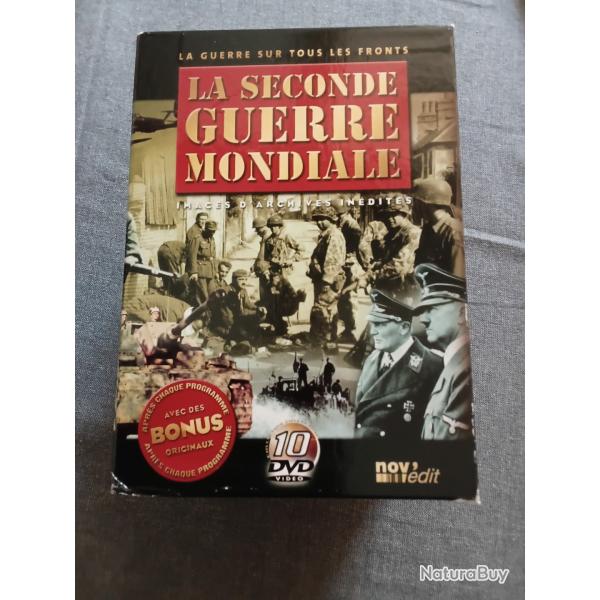 LA GUERRE SUR TOUS LES FRONTS
LA SECONDE
GUERRE
MONDIALE
IMAGES D'ARCHIVES INÉDITES
APRÈS CHAQUE PROGRAMME
AVEC DES
BONUS
ORIGINAUX
APRÈS CHAQUE PROGRAMME
10
DVD
VIDEO
nov'
édit
NaturaBuy